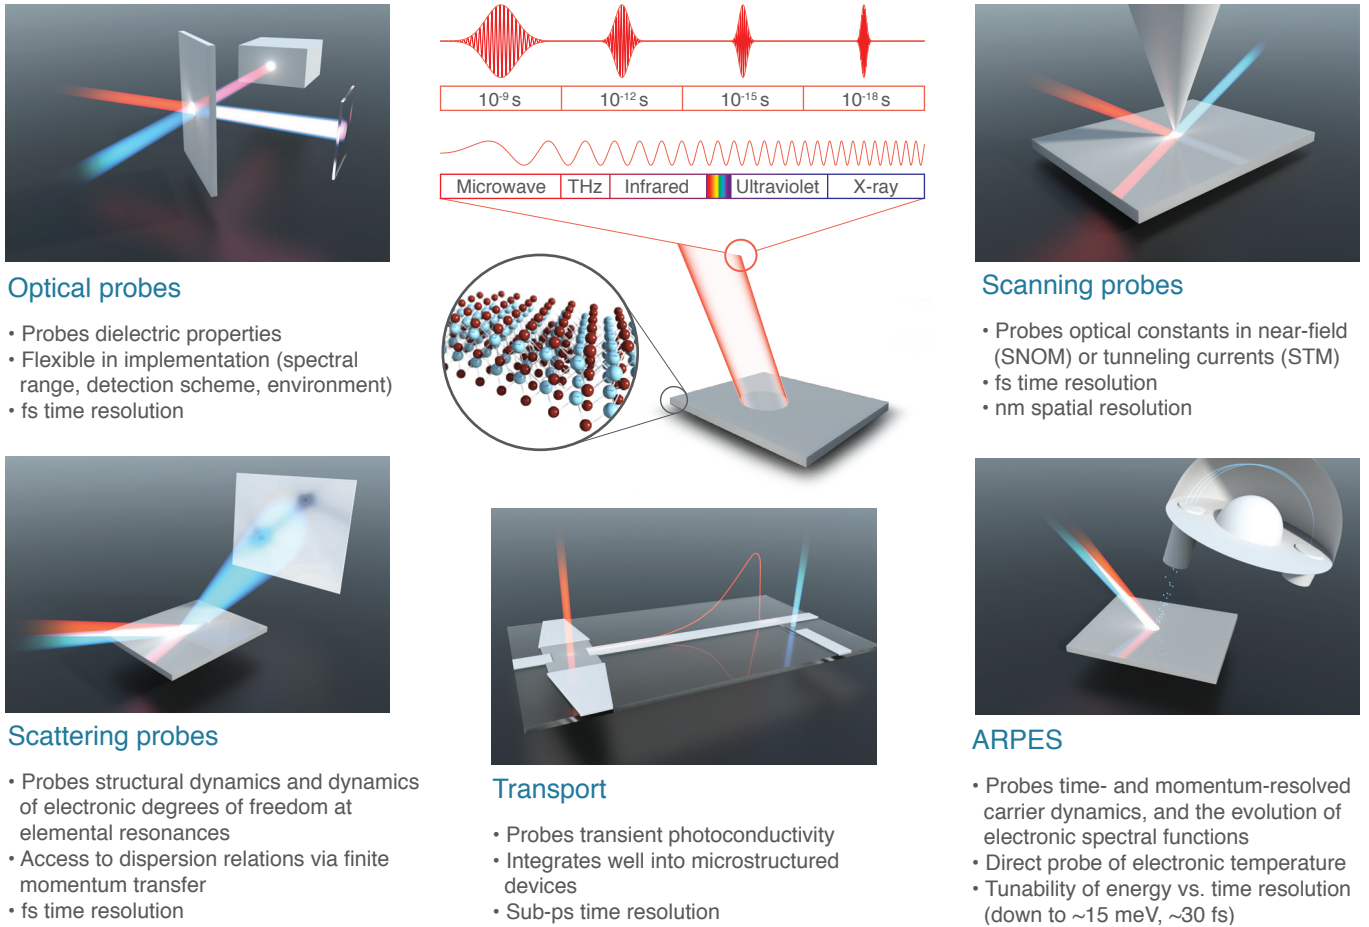 10⁻⁹ s
10⁻¹² s
10⁻¹⁵ s
10⁻¹⁸ s
Microwave
THz
Infrared
Ultraviolet
X-ray
Optical probes
• Probes dielectric properties
• Flexible in implementation (spectral
range, detection scheme, environment)
• fs time resolution
Scanning probes
• Probes optical constants in near-field
(SNOM) or tunneling currents (STM)
• fs time resolution
• nm spatial resolution
Scattering probes
• Probes structural dynamics and dynamics
of electronic degrees of freedom at
elemental resonances
• Access to dispersion relations via finite
momentum transfer
• fs time resolution
Transport
• Probes transient photoconductivity
• Integrates well into microstructured
devices
• Sub-ps time resolution
ARPES
• Probes time- and momentum-resolved
carrier dynamics, and the evolution of
electronic spectral functions
• Direct probe of electronic temperature
• Tunability of energy vs. time resolution
(down to ~15 meV, ~30 fs)